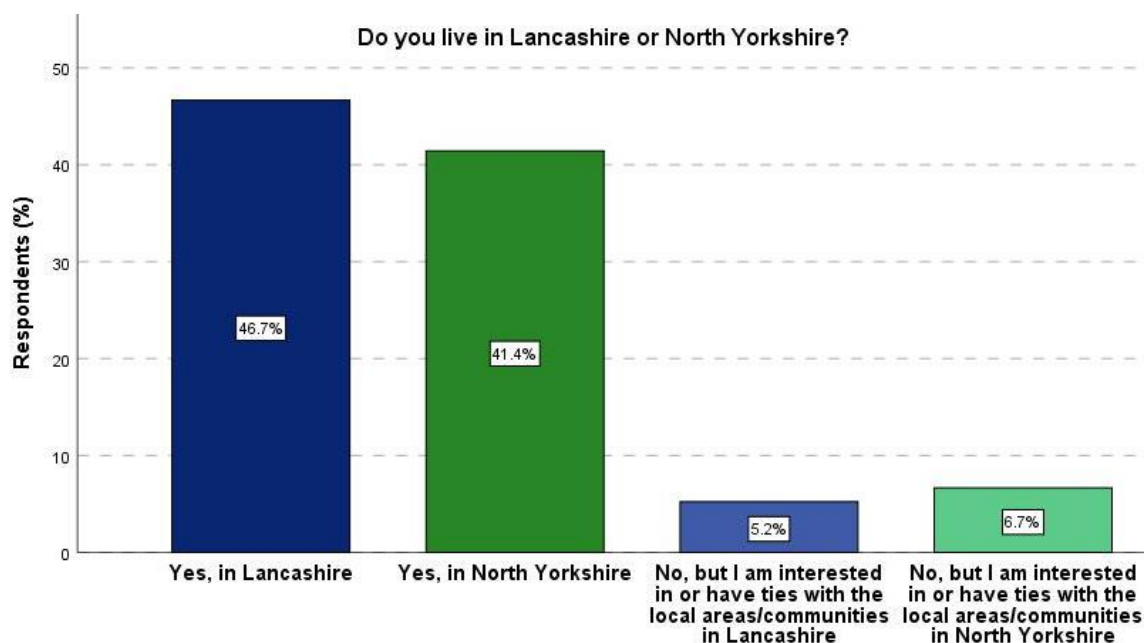 Do you live in Lancashire or North Yorkshire?
50
40
30
20
10
0
Respondents (%)
46.7%
41.4%
5.2%
6.7%
Yes, in Lancashire
Yes, in North Yorkshire
No, but I am interested
in or have ties with the
local areas/communities
in Lancashire
No, but I am interested
in or have ties with the
local areas/communities
in North Yorkshire